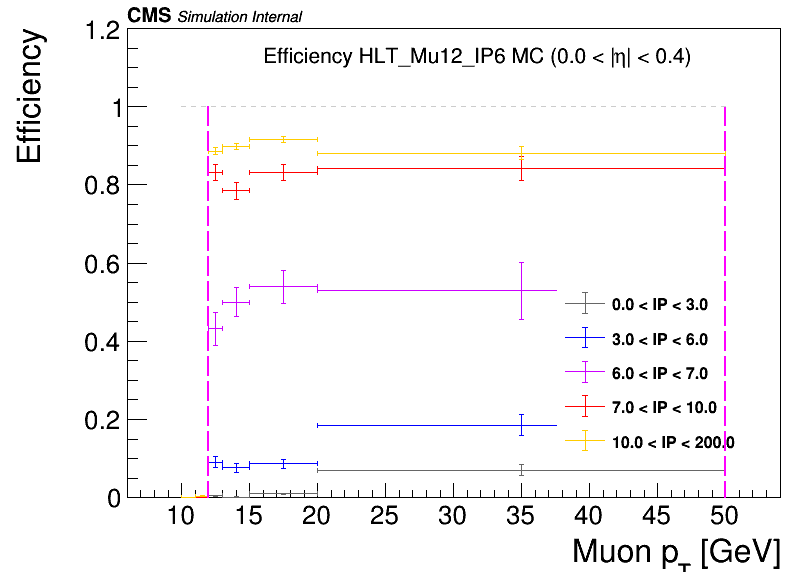 CMS Simulation Internal
Efficiency HLT_Mu12_IP6 MC (0.0 < |η| < 0.4)
Efficiency
1.2
1
0.8
0.6
0.4
0.2
0
0.0 < IP < 3.0
3.0 < IP < 6.0
6.0 < IP < 7.0
7.0 < IP < 10.0
10.0 < IP < 200.0
10 15 20 25 30 35 40 45 50
Muon p_T [GeV]